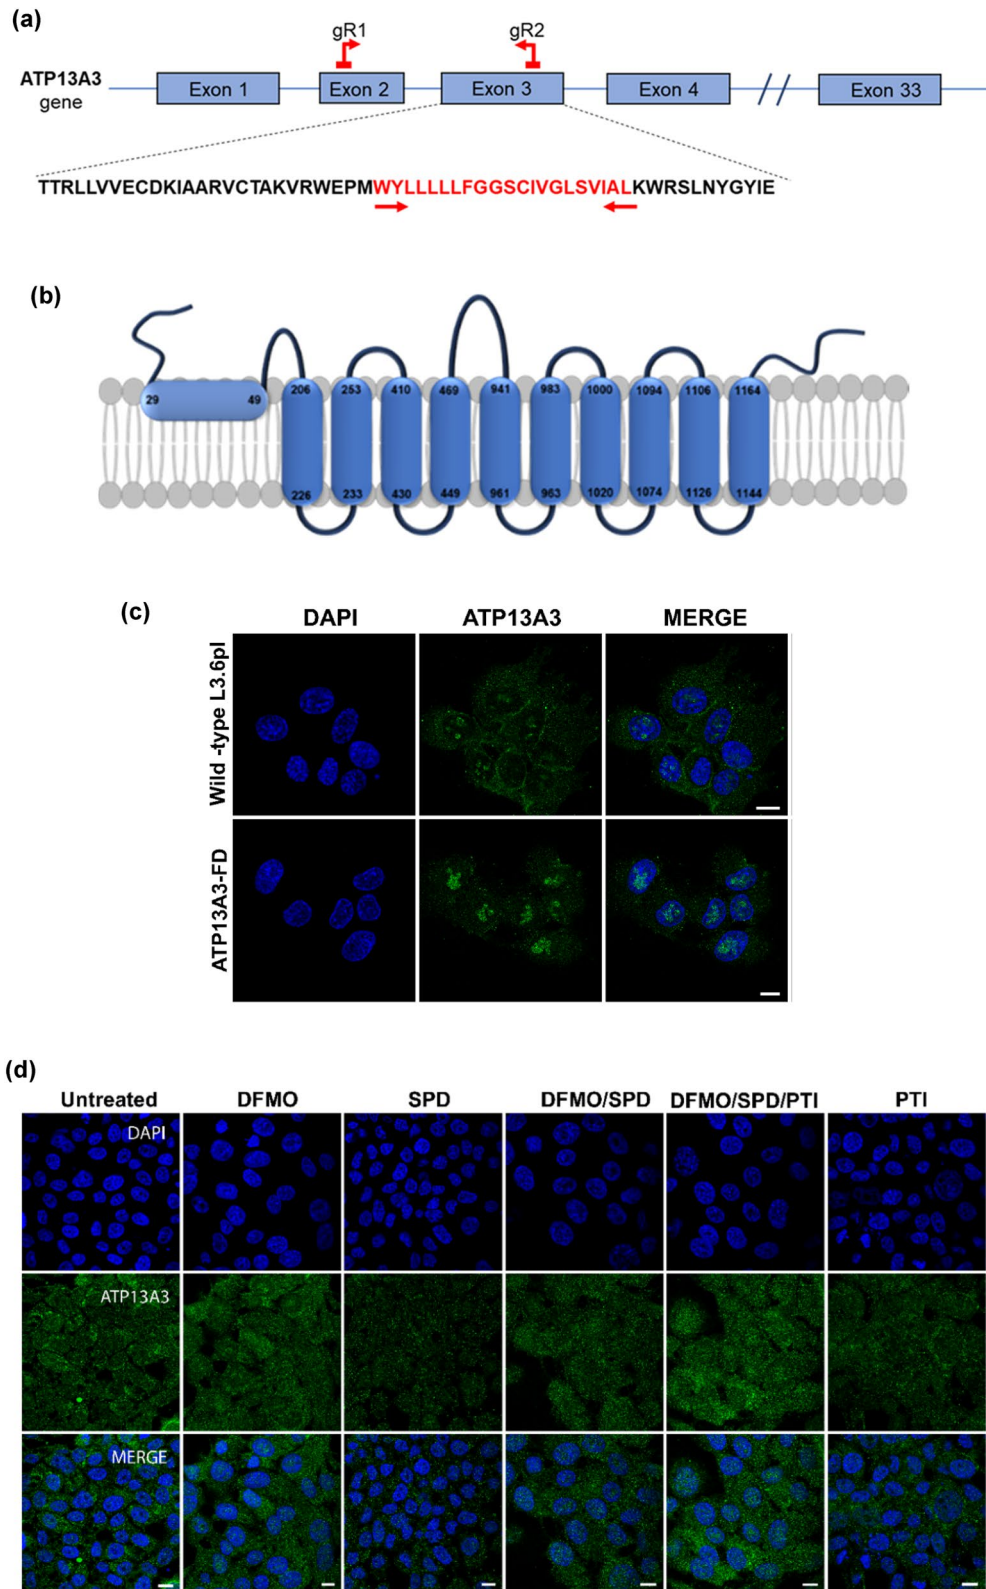 (a)
gR1 gR2
ATP13A3
gene
Exon 1 Exon 2 Exon 3 Exon 4 Exon 33
TTRLLVVECDKIAARVCTAKVRWEPMWYLLLLLFGGSCIVGLSVIALKWRSLNYGYIE
(b)
29 49 206 253 410 469 941 983 1000 1094 1106 1164
226 233 430 449 961 963 1020 1074 1126 1144
(c)
DAPI ATP13A3 MERGE
Wild -type L3.6pl
ATP13A3-FD
(d)
Untreated DFMO SPD DFMO/SPD DFMO/SPD/PTI PTI
DAPI
ATP13A3
MERGE